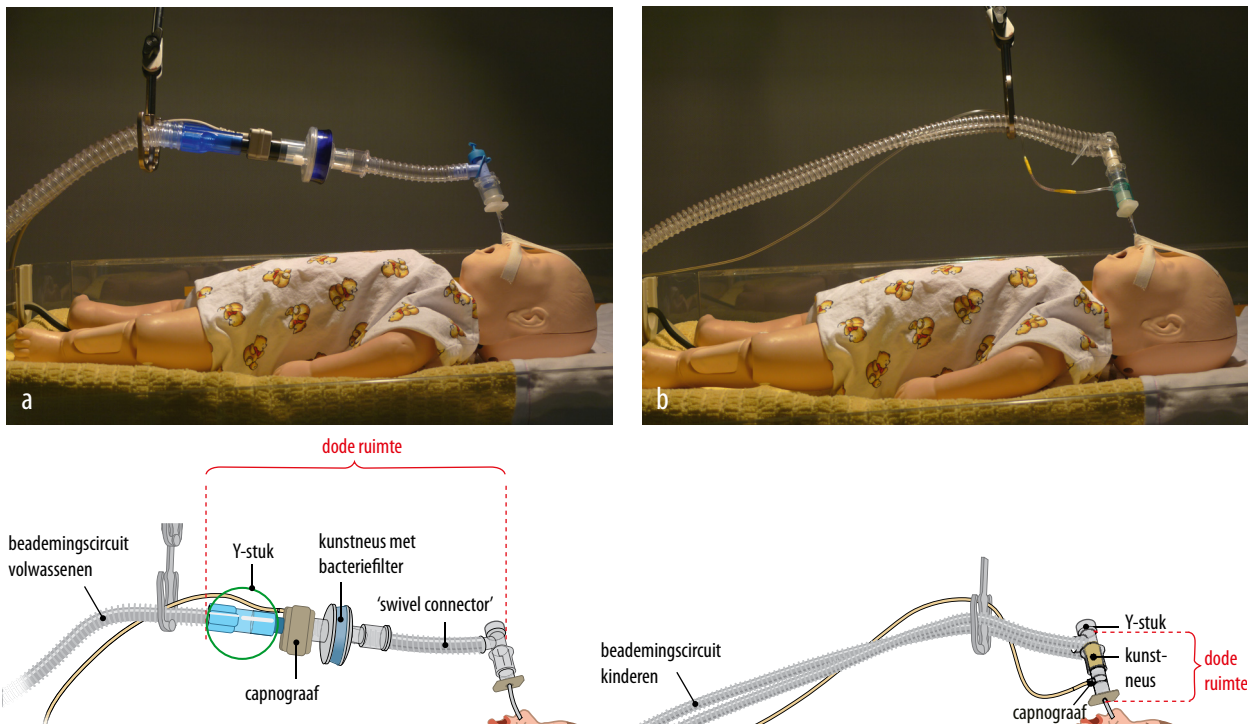 a
b
dode ruimte
beademingscircuit
volwassenen
Y-stuk
kunstneus met
bacteriefilter
'swivel connector'
capnograaf
beademingscircuit
kinderen
Y-stuk
kunst-
neus
capnograaf
dode
ruimte